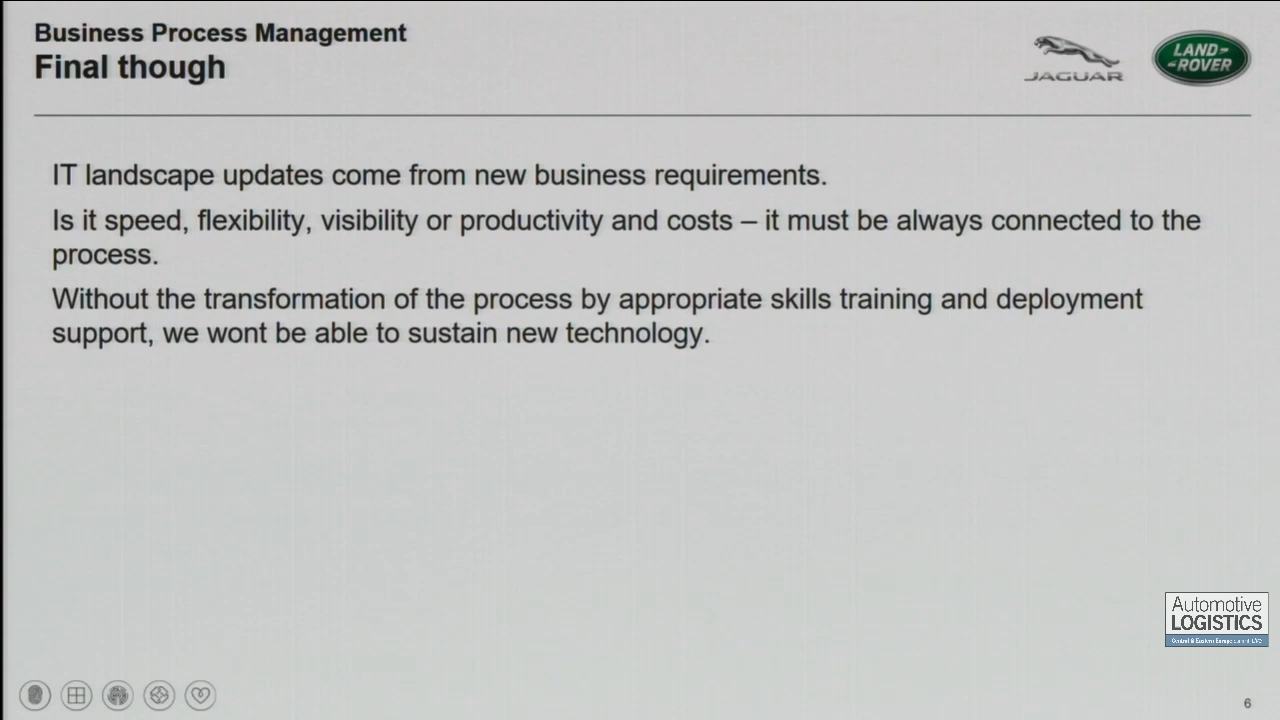 Business Process Management
Final though
JAGUAR
LAND-
-ROVER
IT landscape updates come from new business requirements.
Is it speed, flexibility, visibility or productivity and costs – it must be always connected to the
process.
Without the transformation of the process by appropriate skills training and deployment
support, we wont be able to sustain new technology.
Automotive
LOGISTICS
Central & Eastern Europe
6